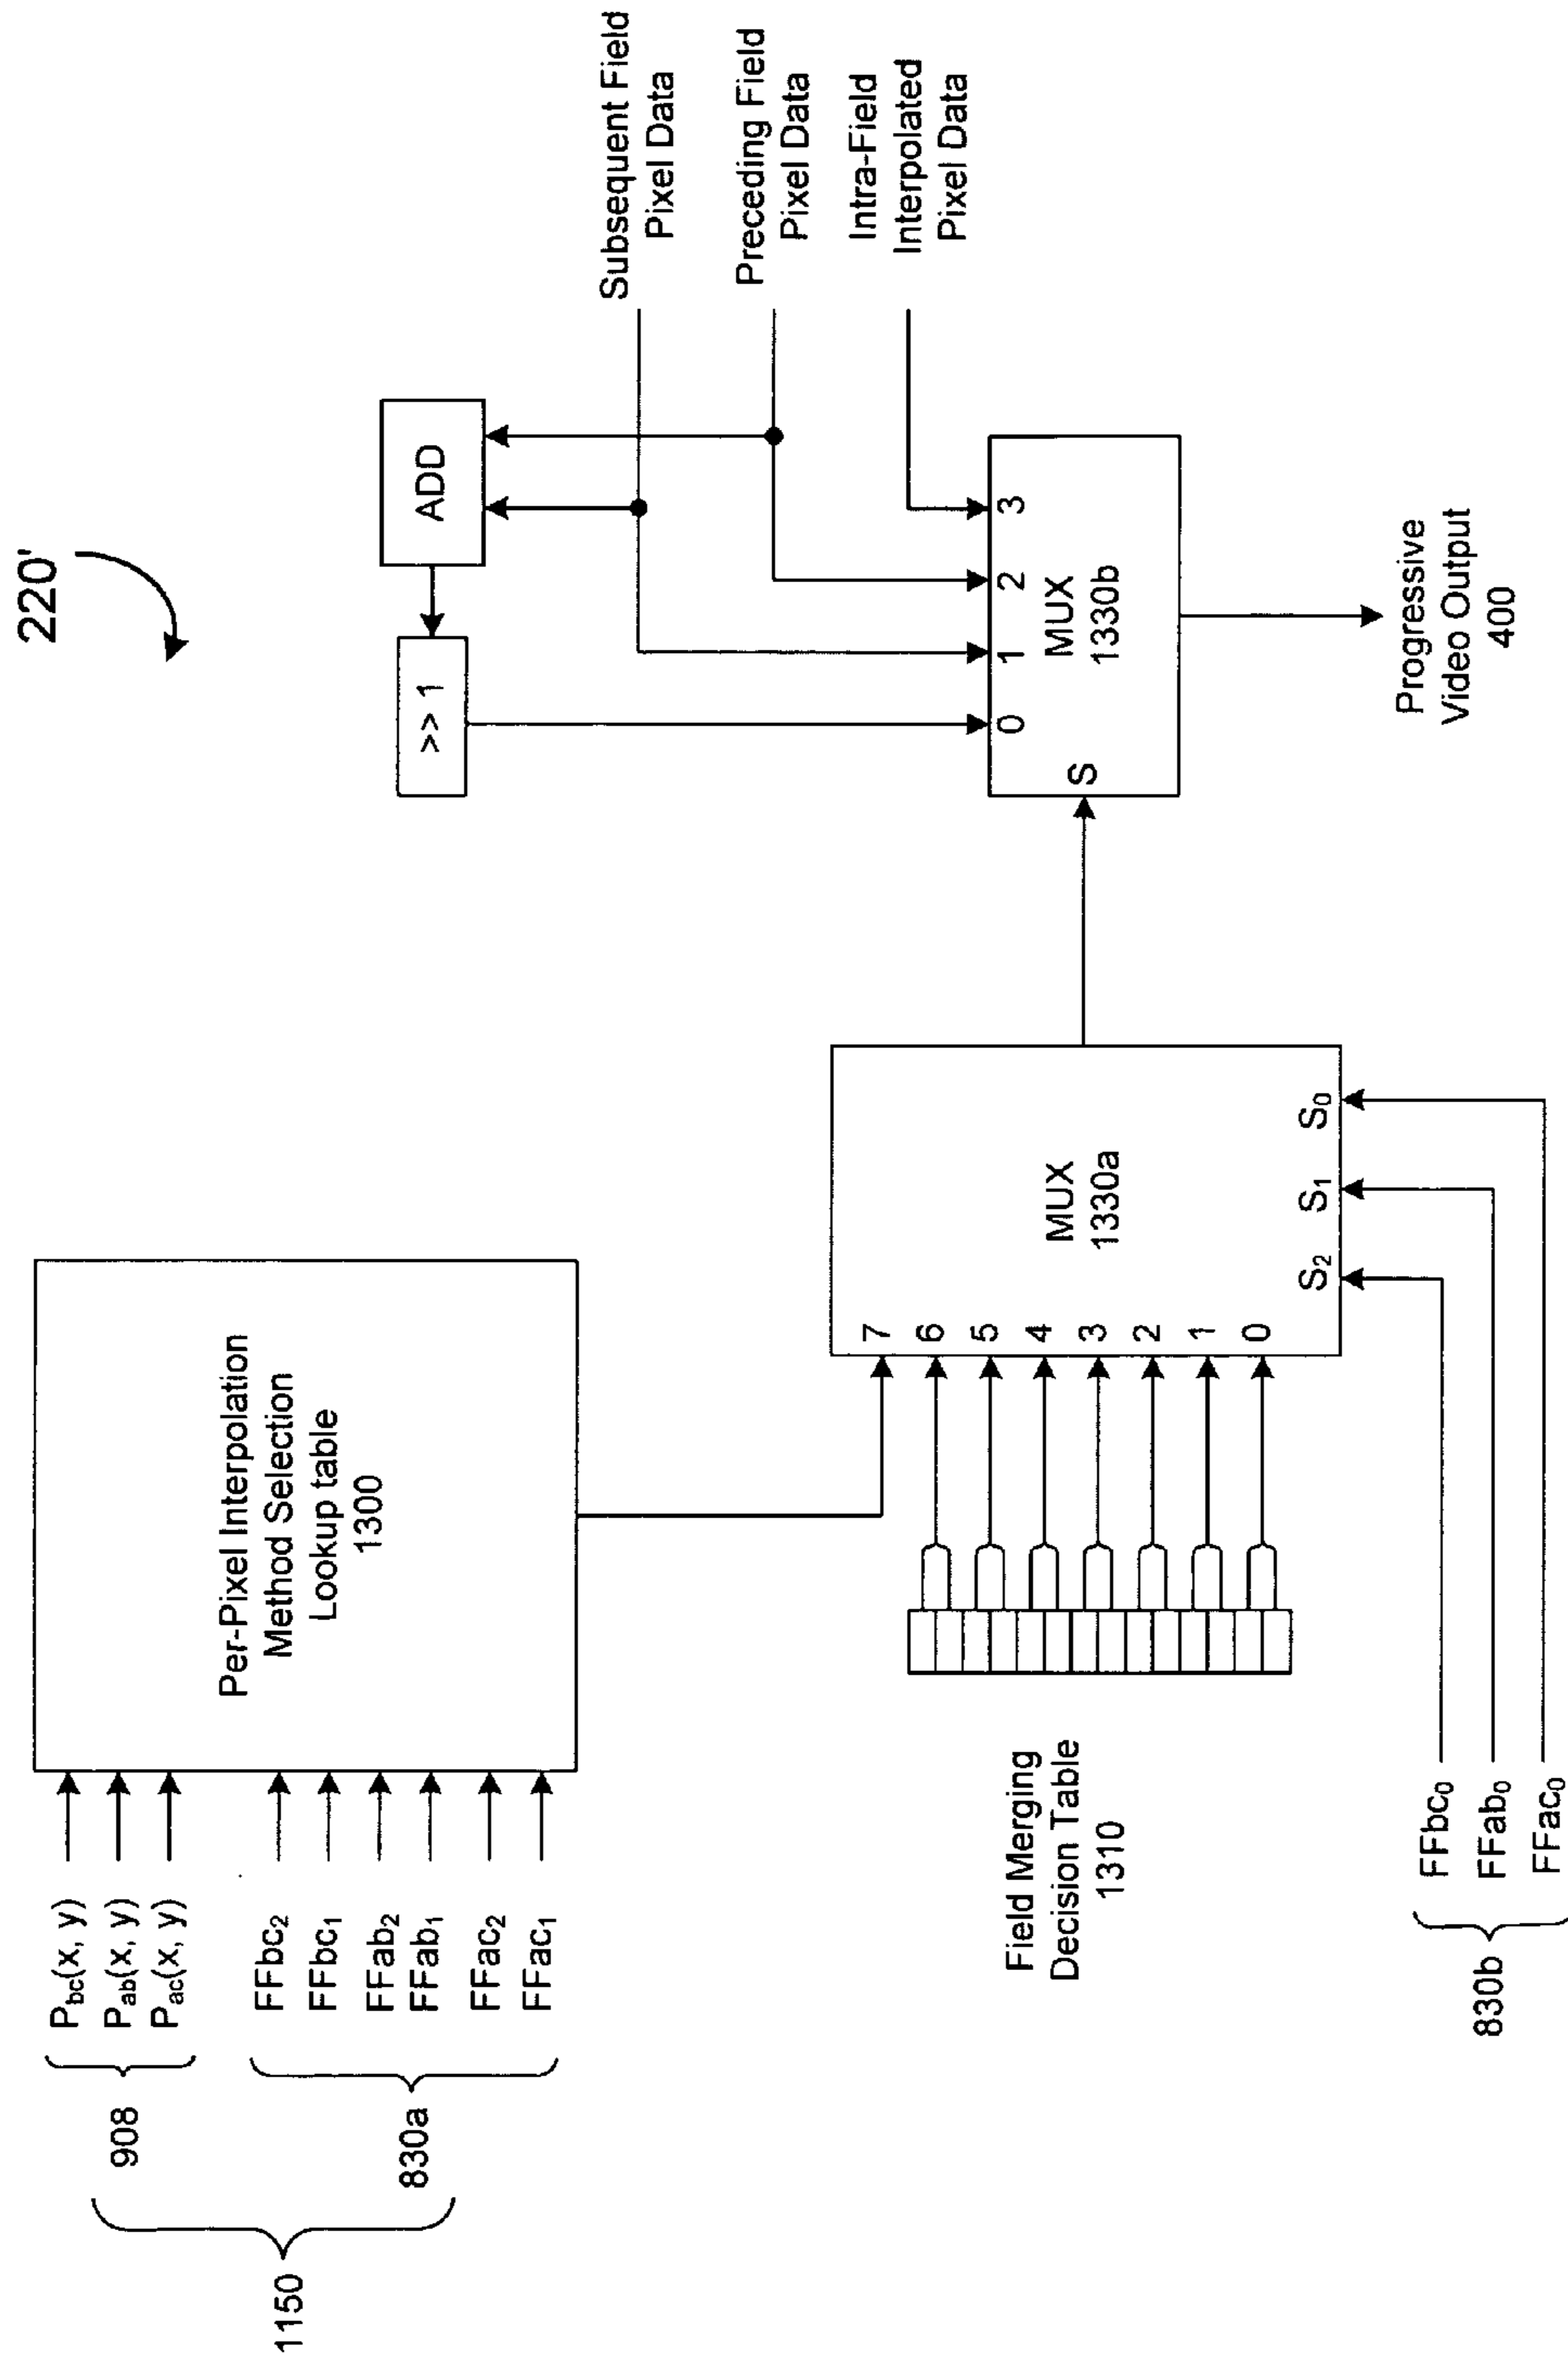 220'
1150
908
830a
P_bc(x, y)
P_ab(x, y)
P_ac(x, y)
FFbc₂
FFbc₁
FFab₂
FFab₁
FFac₂
FFac₁
Per-Pixel Interpolation
Method Selection
Lookup table
1300
Field Merging
Decision Table
1310
830b
FFbc₀
FFab₀
FFac₀
7
6
5
4
3
2
1
0
MUX
1330a
S₂
S₁
S₀
>> 1
ADD
Subsequent Field
Pixel Data
Preceding Field
Pixel Data
Intra-Field
Interpolated
Pixel Data
S
0
1
2
3
MUX
1330b
Progressive
Video Output
400